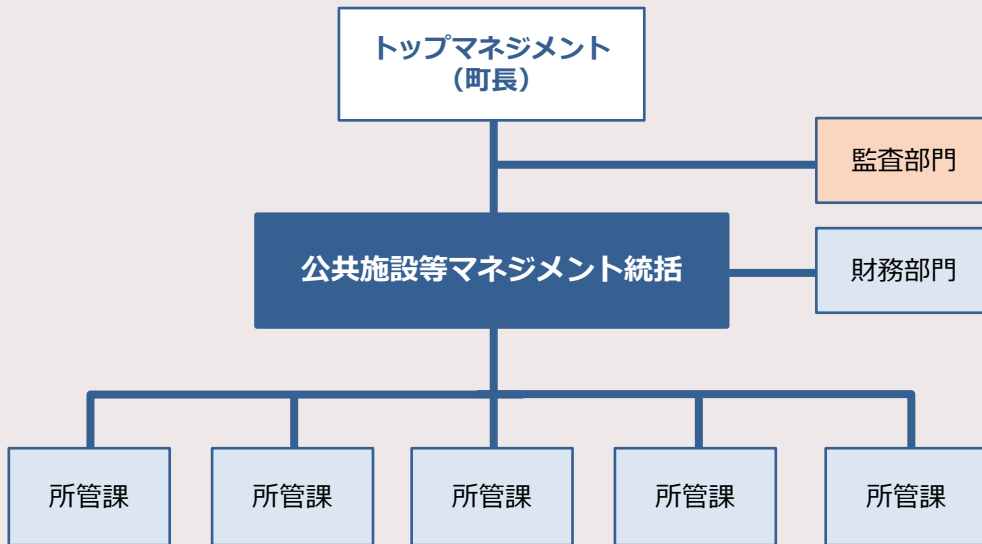 トップマネジメント
（町長）
監査部門
公共施設等マネジメント統括
財務部門
所管課
所管課
所管課
所管課
所管課